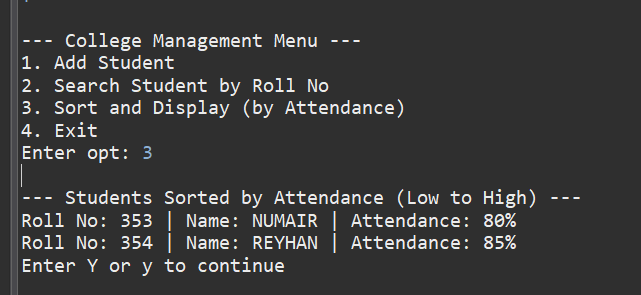 --- College Management Menu ---
1. Add Student
2. Search Student by Roll No
3. Sort and Display (by Attendance)
4. Exit
Enter opt: 3
--- Students Sorted by Attendance (Low to High) ---
Roll No: 353 | Name: NUMAIR | Attendance: 80%
Roll No: 354 | Name: REYHAN | Attendance: 85%
Enter Y or y to continue